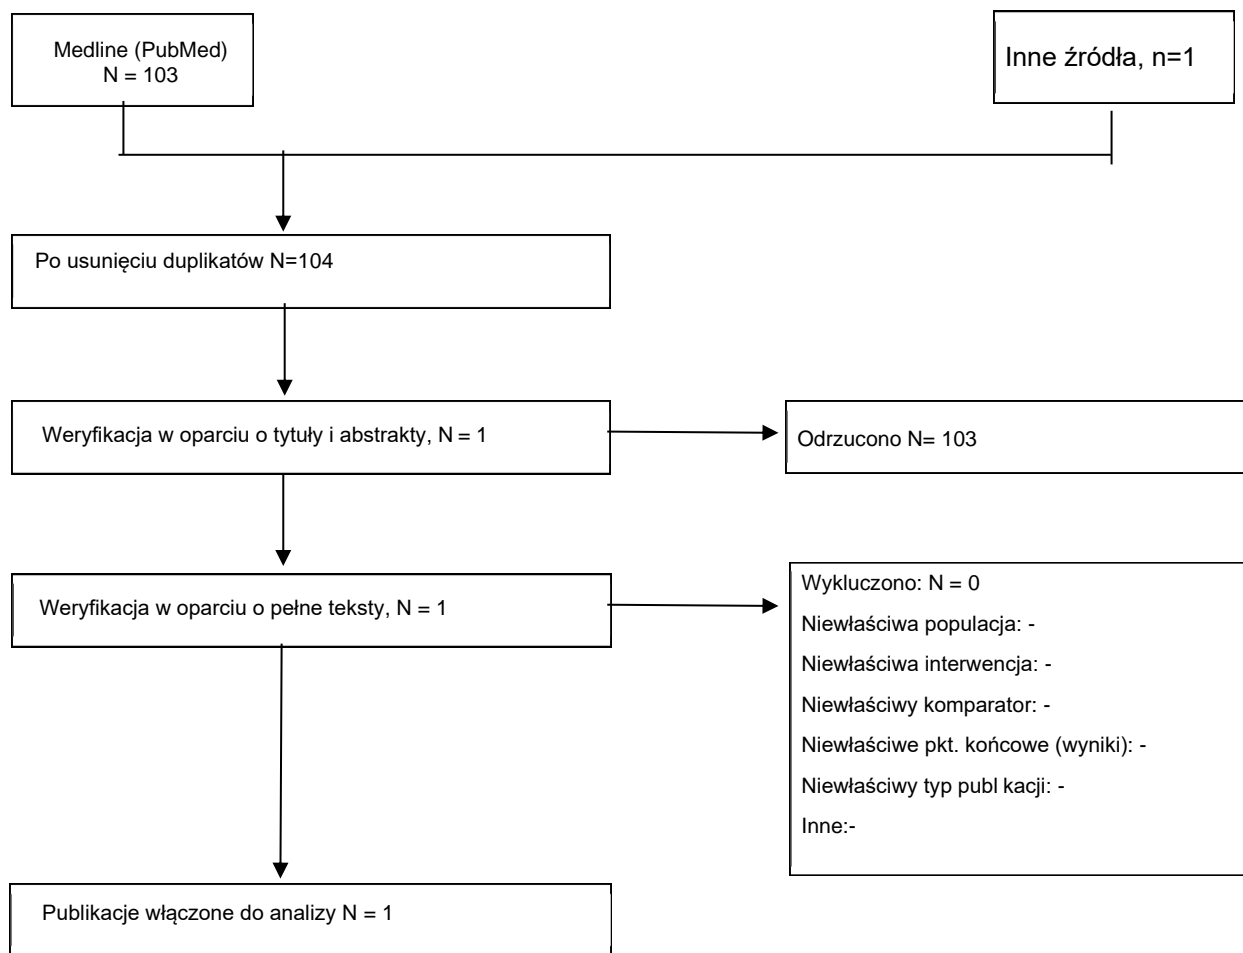 Medline (PubMed)
N = 103
Inne źródła, n=1
Po usunięciu duplikatów N=104
Weryfikacja w oparciu o tytuły i abstrakty, N = 1
Odrzucono N= 103
Weryfikacja w oparciu o pełne teksty, N = 1
Wykluczono: N = 0
Niewłaściwa populacja: -
Niewłaściwa interwencja: -
Niewłaściwy komparator: -
Niewłaściwe pkt. końcowe (wyniki): -
Niewłaściwy typ publ kacji: -
Inne:-
Publikacje włączone do analizy N = 1